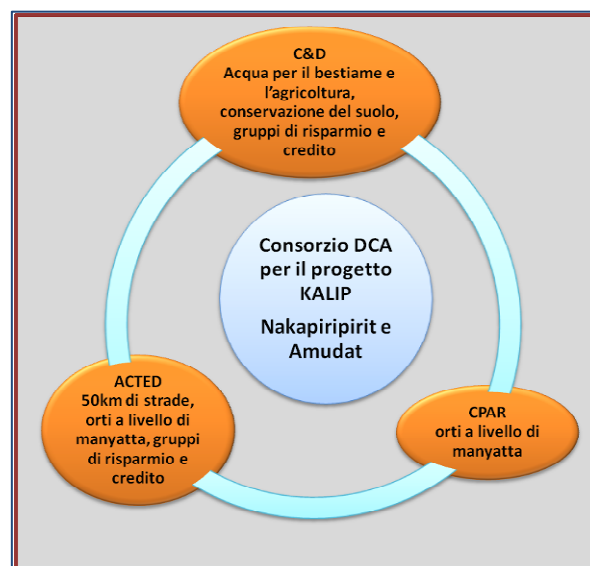 C&D
Acqua per il bestiame e
l'agricoltura,
conservazione del suolo,
gruppi di risparmio e
credito
Consorzio DCA
per il progetto
KALIP
Nakapiripirit e
Amudat
ACTED
50km di strade,
orti a livello di
manyatta, gruppi
di risparmio e
credito
CPAR
orti a livello di
manyatta